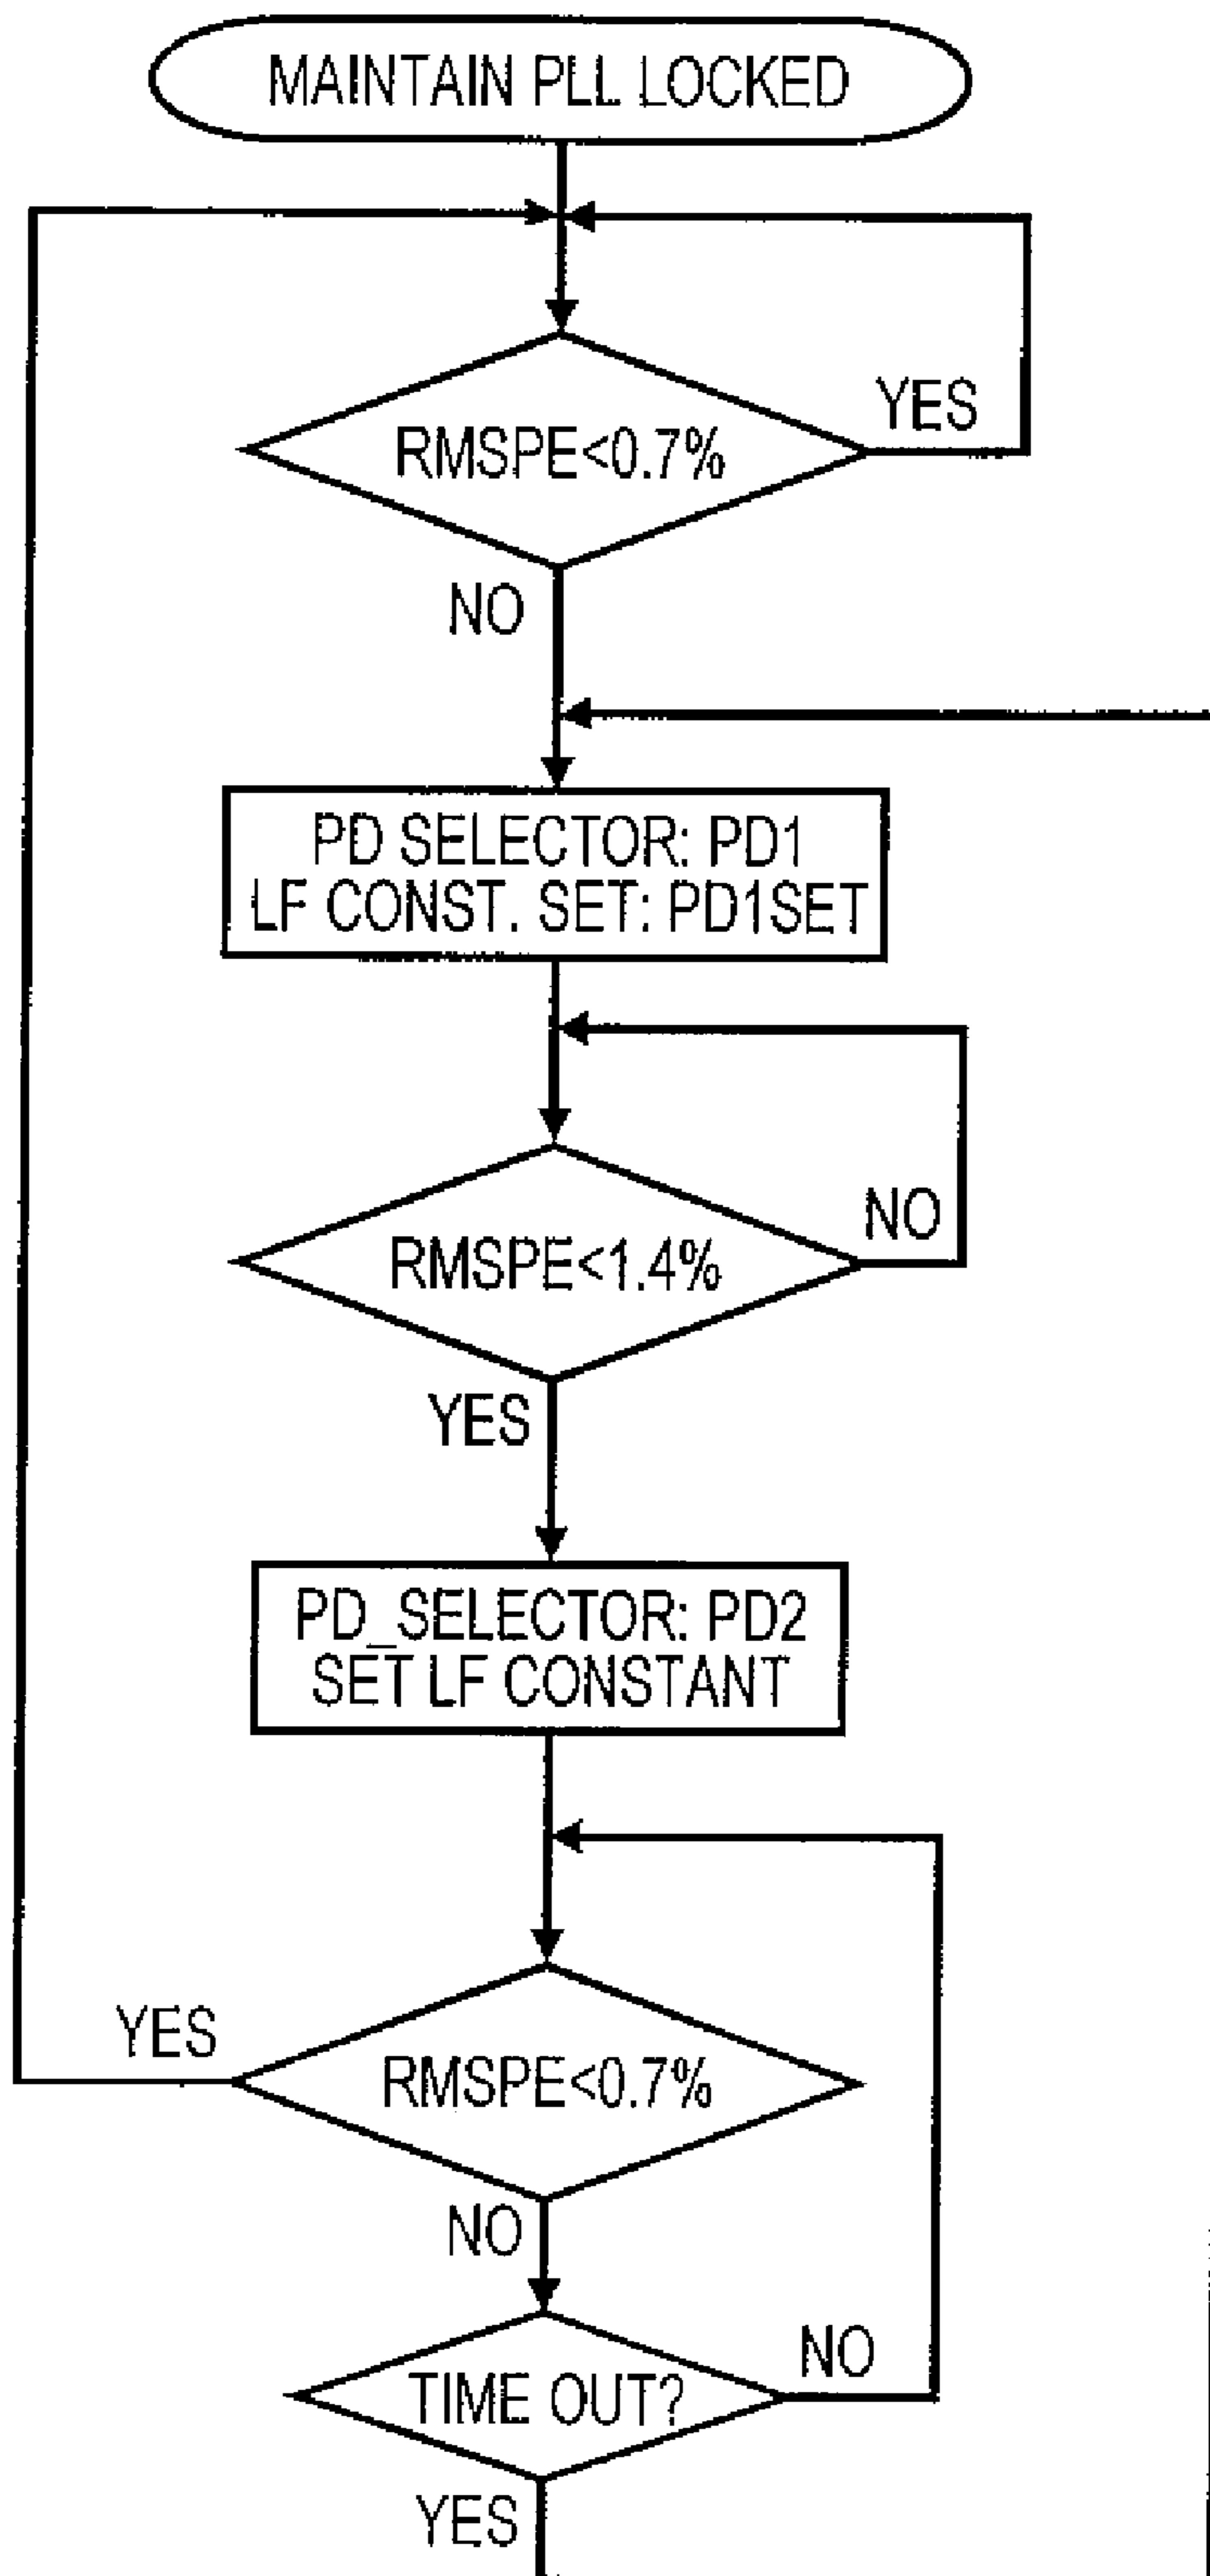 MAINTAIN PLL LOCKED
RMSPE<0.7%
YES
NO
PD SELECTOR: PD1
LF CONST. SET: PD1SET
RMSPE<1.4%
NO
YES
PD_SELECTOR: PD2
SET LF CONSTANT
YES
RMSPE<0.7%
NO
TIME OUT?
NO
YES